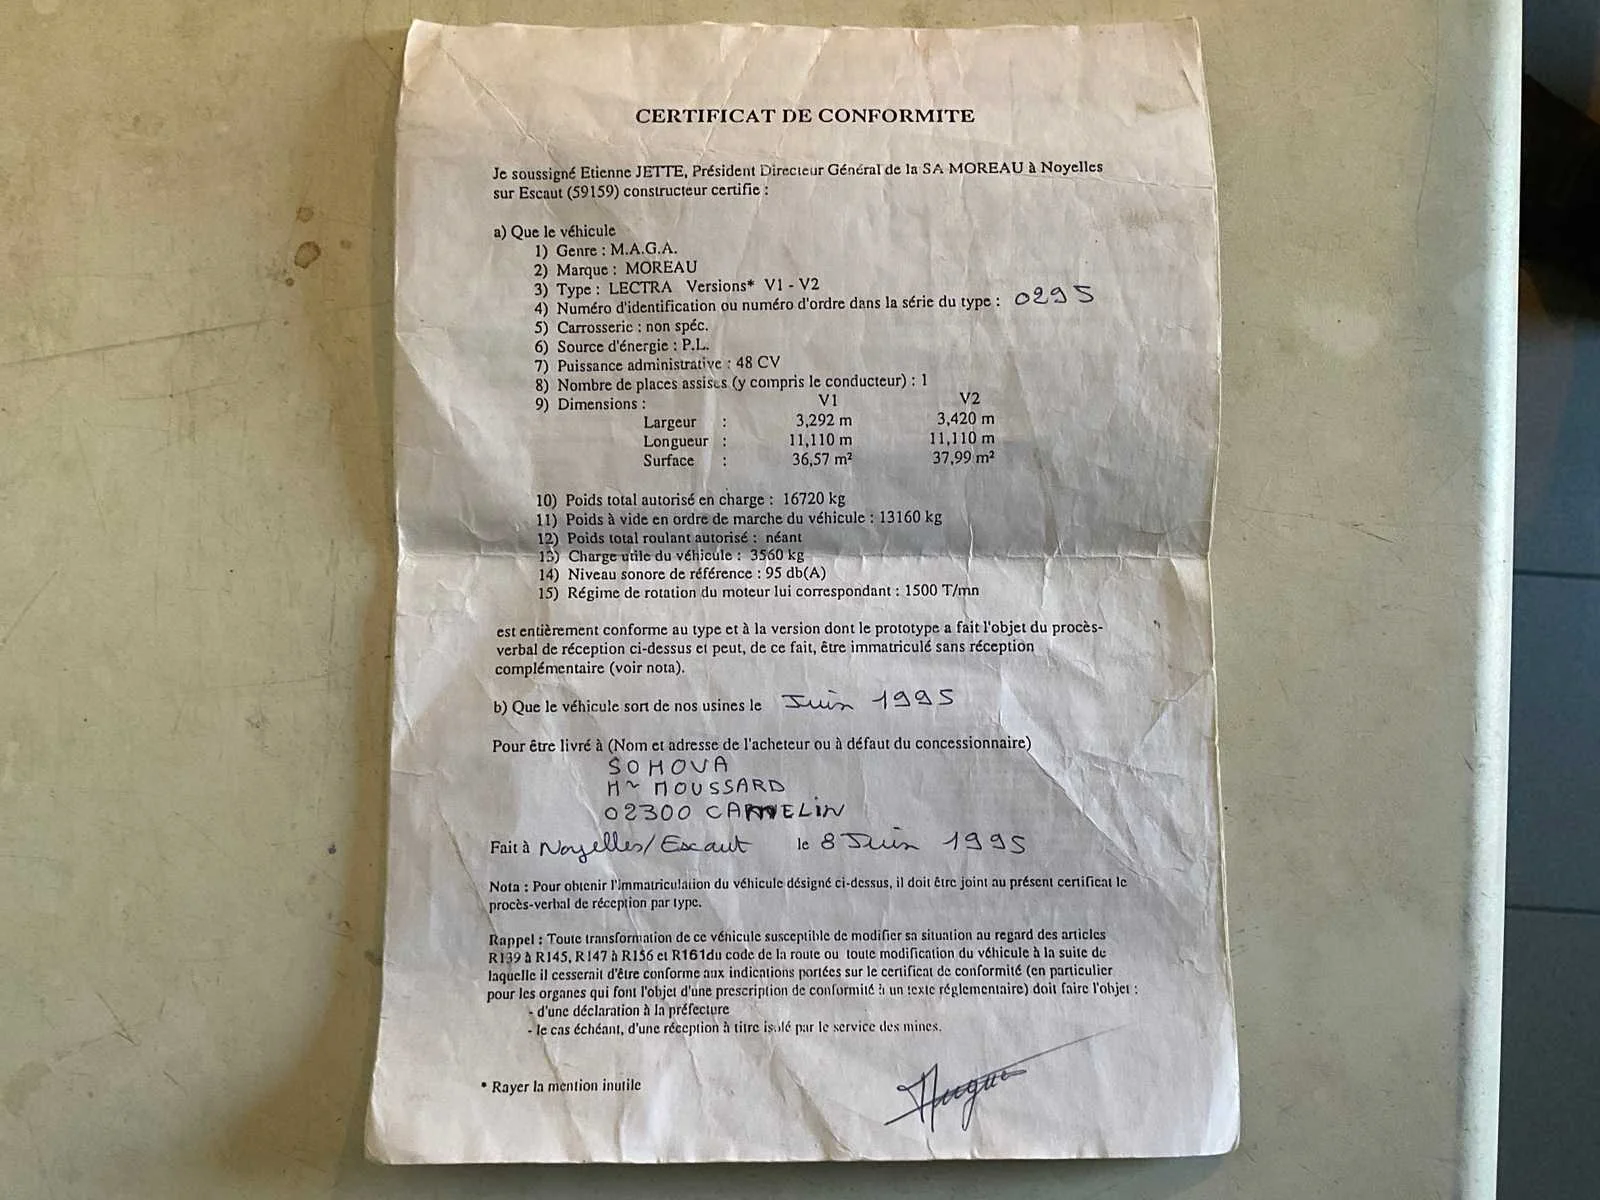 CERTIFICAT DE CONFORMITE
Je soussigné Etienne JETTE, Président Directeur Général de la SA MOREAU à Noyelles
sur Escaut (59159) constructeur certifie :
a) Que le véhicule
1) Genre : M.A.G.A.
2) Marque : MOREAU
3) Type : LECTRA Versions* V1 - V2
4) Numéro d'identification ou numéro d'ordre dans la série du type : 0295
5) Carrosserie : non spéc.
6) Source d'énergie : P.L.
7) Puissance administrative : 48 CV
8) Nombre de places assises (y compris le conducteur) : 1
9) Dimensions : V1 V2
Largeur : 3,292 m 3,420 m
Longueur : 11,110 m 11,110 m
Surface : 36,57 m² 37,99 m²
10) Poids total autorisé en charge : 16720 kg
11) Poids à vide en ordre de marche du véhicule : 13160 kg
12) Poids total roulant autorisé : néant
13) Charge utile du véhicule : 3560 kg
14) Niveau sonore de référence : 95 db(A)
15) Régime de rotation du moteur lui correspondant : 1500 T/mn
est entièrement conforme au type et à la version dont le prototype a fait l'objet du procès-
verbal de réception ci-dessus et peut, de ce fait, être immatriculé sans réception
complémentaire (voir nota).
b) Que le véhicule sort de nos usines le Juin 1995
Pour être livré à (Nom et adresse de l'acheteur ou à défaut du concessionnaire)
SOMOVA
Mr MOUSSARD
02300 CAMELIN
Fait à Noyelles/Escaut le 8 Juin 1995
Nota : Pour obtenir l'immatriculation du véhicule désigné ci-dessus, il doit être joint au présent certificat le
procès-verbal de réception par type.
Rappel : Toute transformation de ce véhicule susceptible de modifier sa situation au regard des articles
R139 à R145, R147 à R156 et R161du code de la route ou toute modification du véhicule à la suite de
laquelle il cesserait d'être conforme aux indications portées sur le certificat de conformité (en particulier
pour les organes qui font l'objet d'une prescription de conformité à un texte réglementaire) doit faire l'objet :
- d'une déclaration à la préfecture
- le cas échéant, d'une réception à titre isolé par le service des mines.
* Rayer la mention inutile